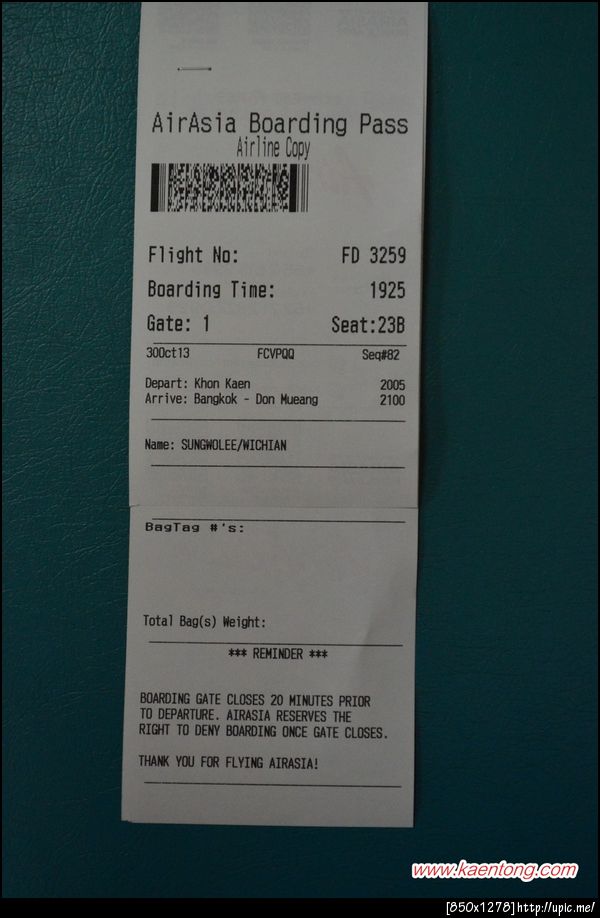 AirAsia Boarding Pass
Airline Copy
Flight No: FD 3259
Boarding Time: 1925
Gate: 1 Seat:23B
30Oct13 FCVPQQ Seq#82
Depart: Khon Kaen 2005
Arrive: Bangkok - Don Mueang 2100
Name: SUNGWOLEE/WICHIAN
BagTag #'s:
Total Bag(s) Weight:
*** REMINDER ***
BOARDING GATE CLOSES 20 MINUTES PRIOR
TO DEPARTURE. AIRASIA RESERVES THE
RIGHT TO DENY BOARDING ONCE GATE CLOSES.
THANK YOU FOR FLYING AIRASIA!
www.kaentong.com
[850x1278]http://upic.me/